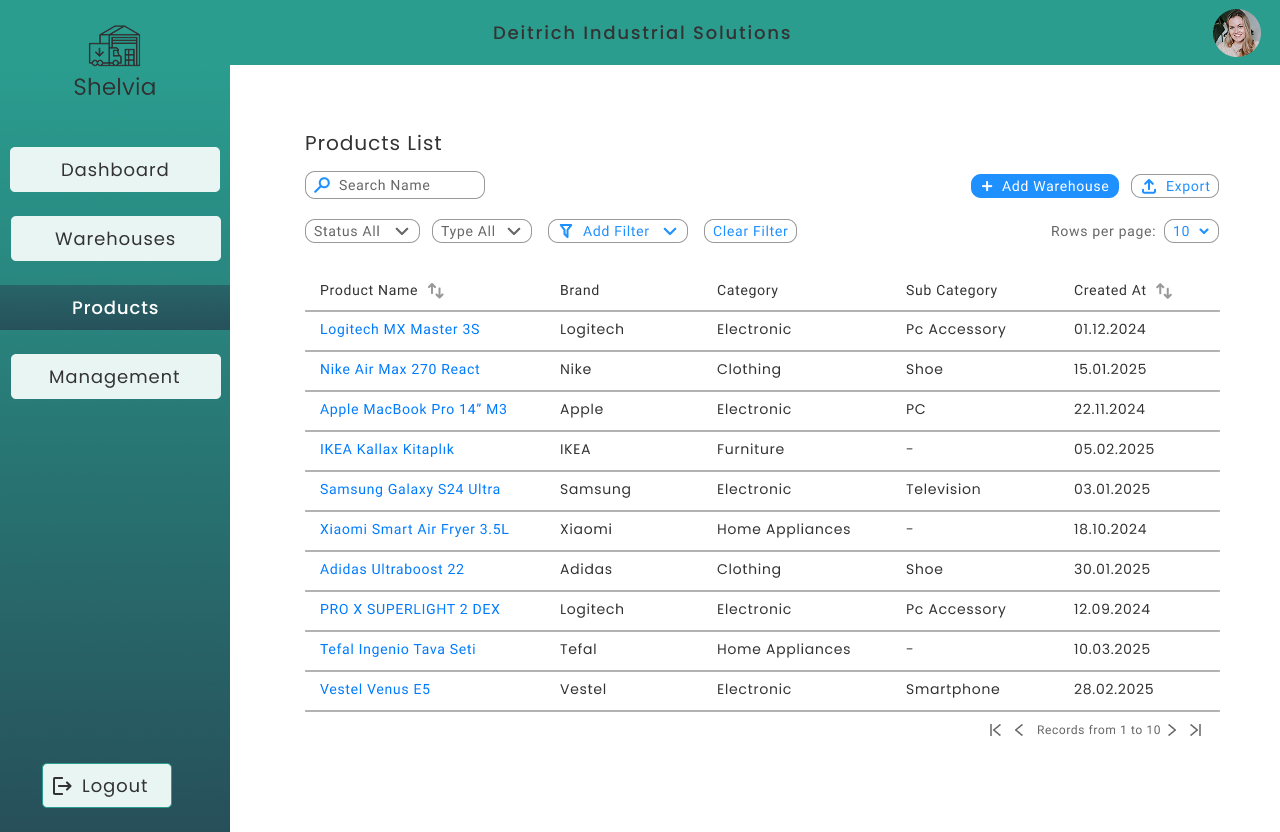 Deitrich Industrial Solutions
Shelvia
Dashboard
Warehouses
Products
Management
Logout
Products List
Search Name
+ Add Warehouse
Export
Status All
Type All
Add Filter
Clear Filter
Rows per page: 10
Product Name Brand Category Sub Category Created At
Logitech MX Master 3S Logitech Electronic Pc Accessory 01.12.2024
Nike Air Max 270 React Nike Clothing Shoe 15.01.2025
Apple MacBook Pro 14” M3 Apple Electronic PC 22.11.2024
IKEA Kallax Kitaplık IKEA Furniture - 05.02.2025
Samsung Galaxy S24 Ultra Samsung Electronic Television 03.01.2025
Xiaomi Smart Air Fryer 3.5L Xiaomi Home Appliances - 18.10.2024
Adidas Ultraboost 22 Adidas Clothing Shoe 30.01.2025
PRO X SUPERLIGHT 2 DEX Logitech Electronic Pc Accessory 12.09.2024
Tefal Ingenio Tava Seti Tefal Home Appliances - 10.03.2025
Vestel Venus E5 Vestel Electronic Smartphone 28.02.2025
Records from 1 to 10